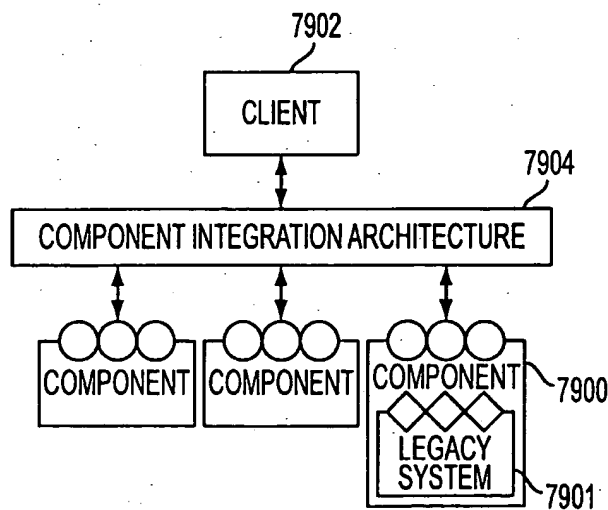 7902
CLIENT
7904
COMPONENT INTEGRATION ARCHITECTURE
COMPONENT
COMPONENT
COMPONENT
7900
LEGACY
SYSTEM
7901